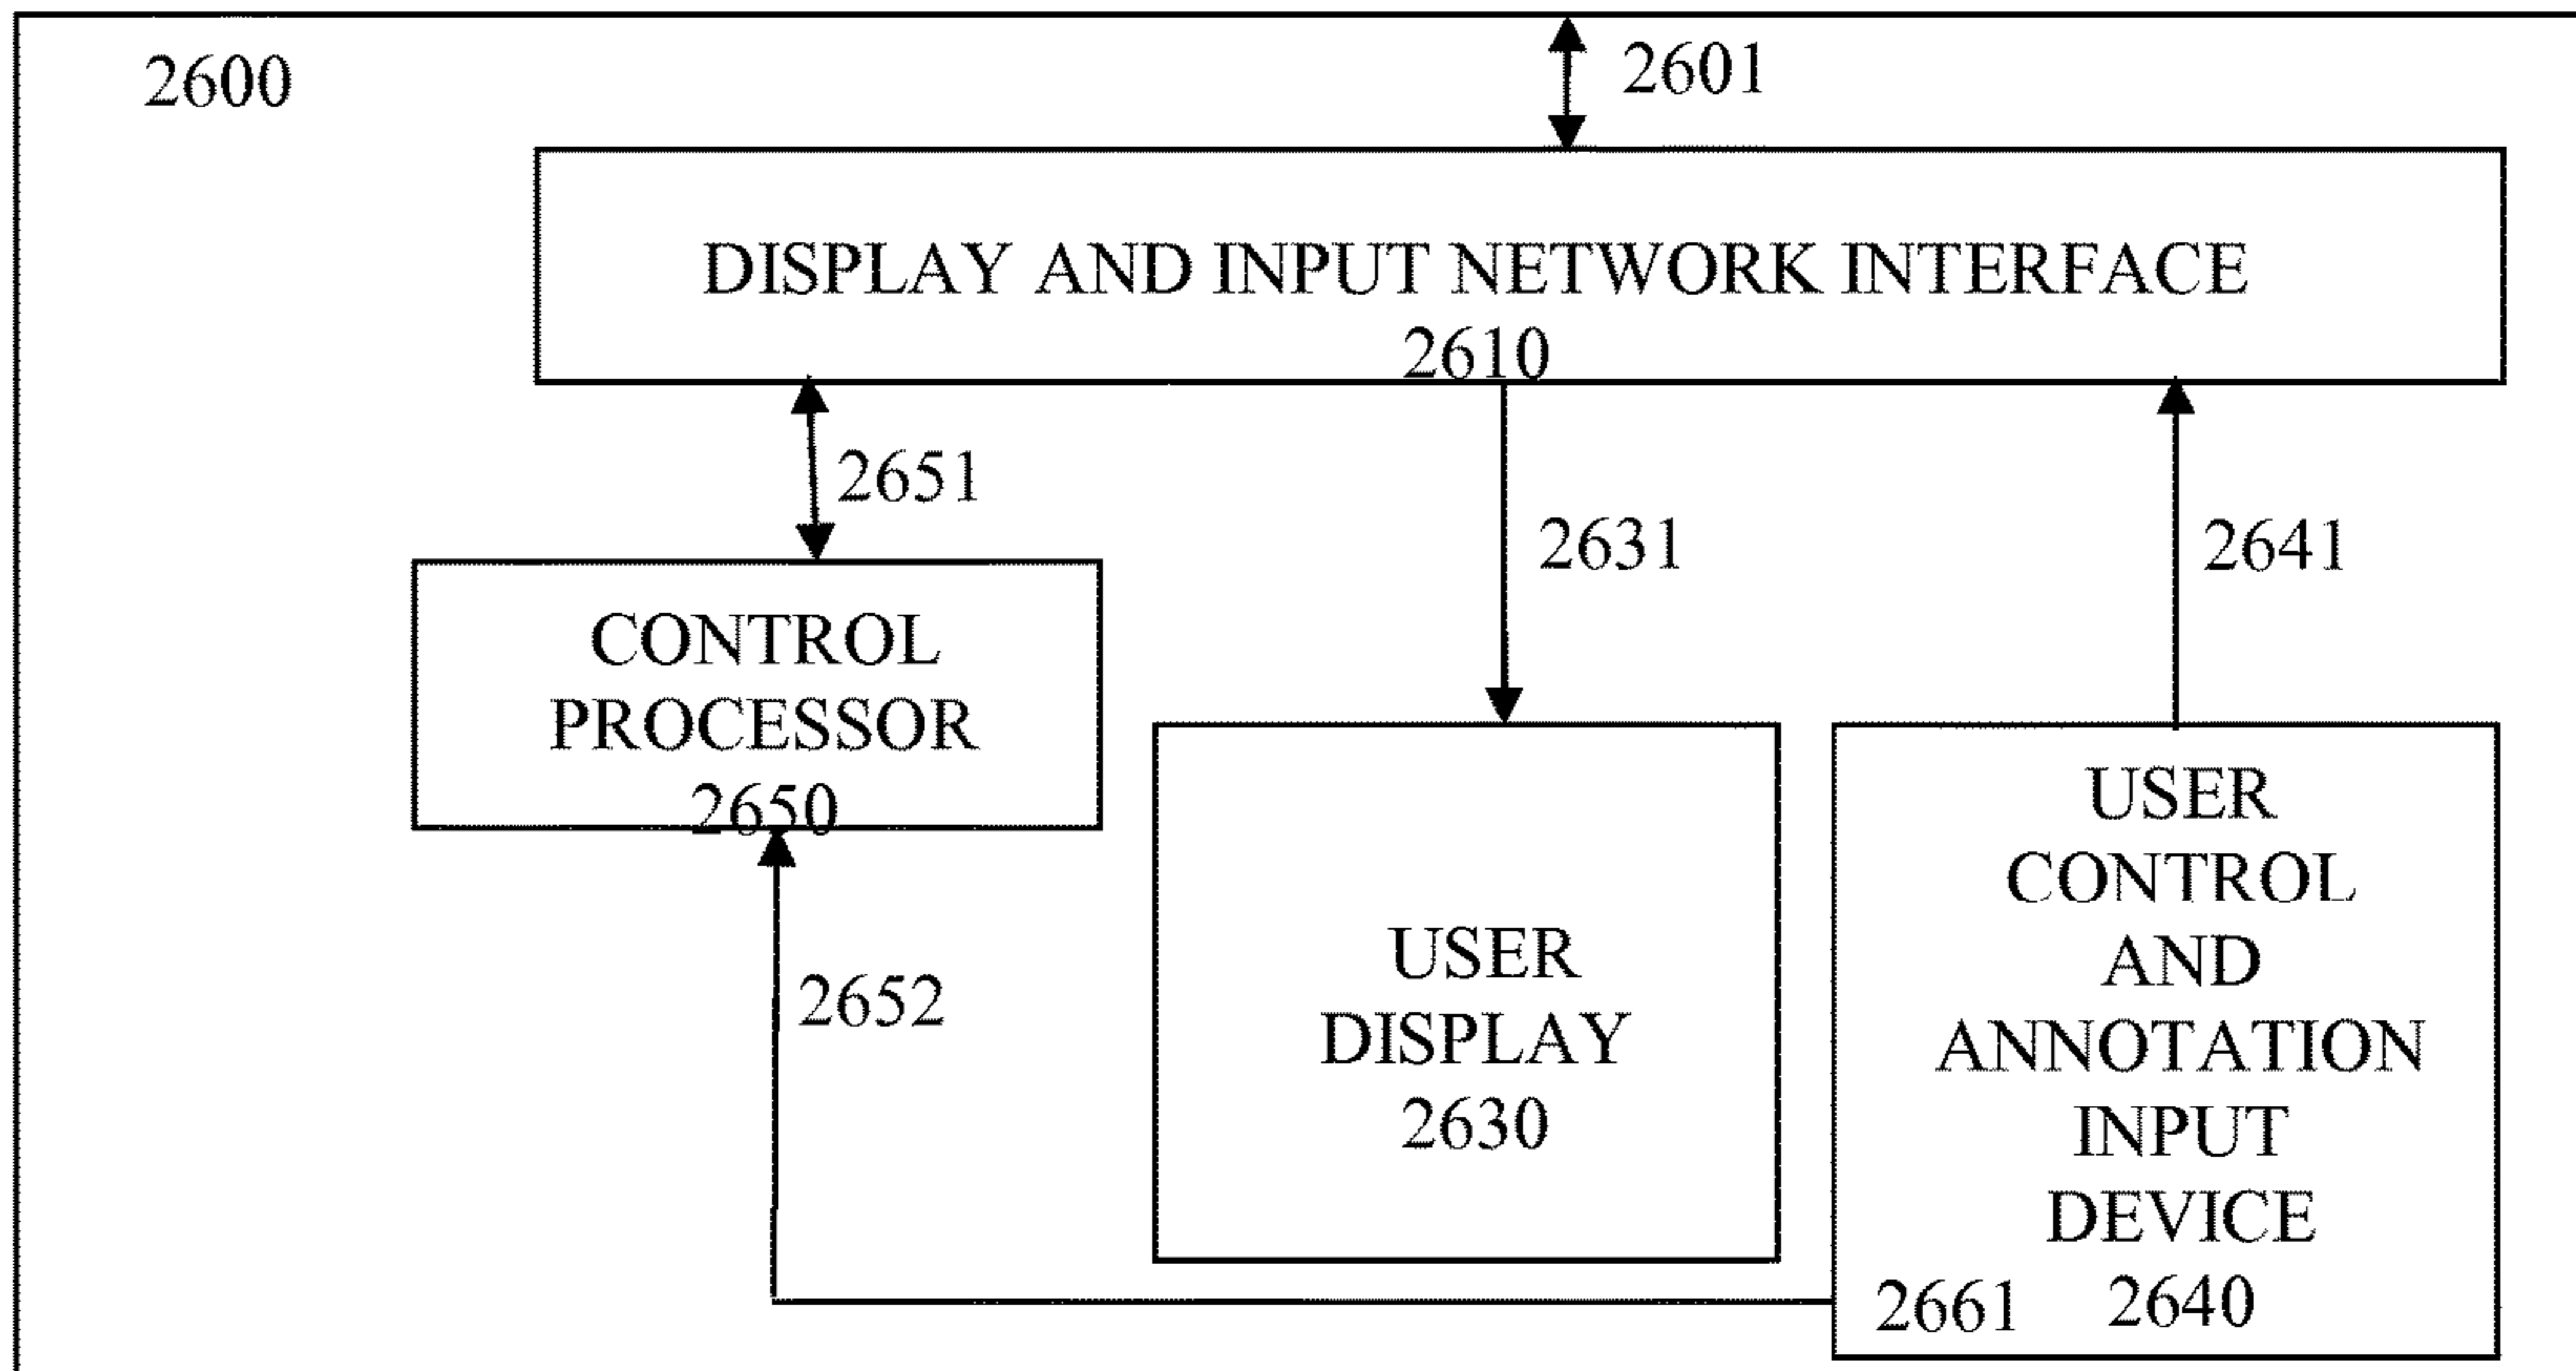 2600
2601
DISPLAY AND INPUT NETWORK INTERFACE
2610
2651
2631
2641
CONTROL
PROCESSOR
2650
USER
DISPLAY
2630
USER
CONTROL
AND
ANNOTATION
INPUT
DEVICE
2661 2640
2652